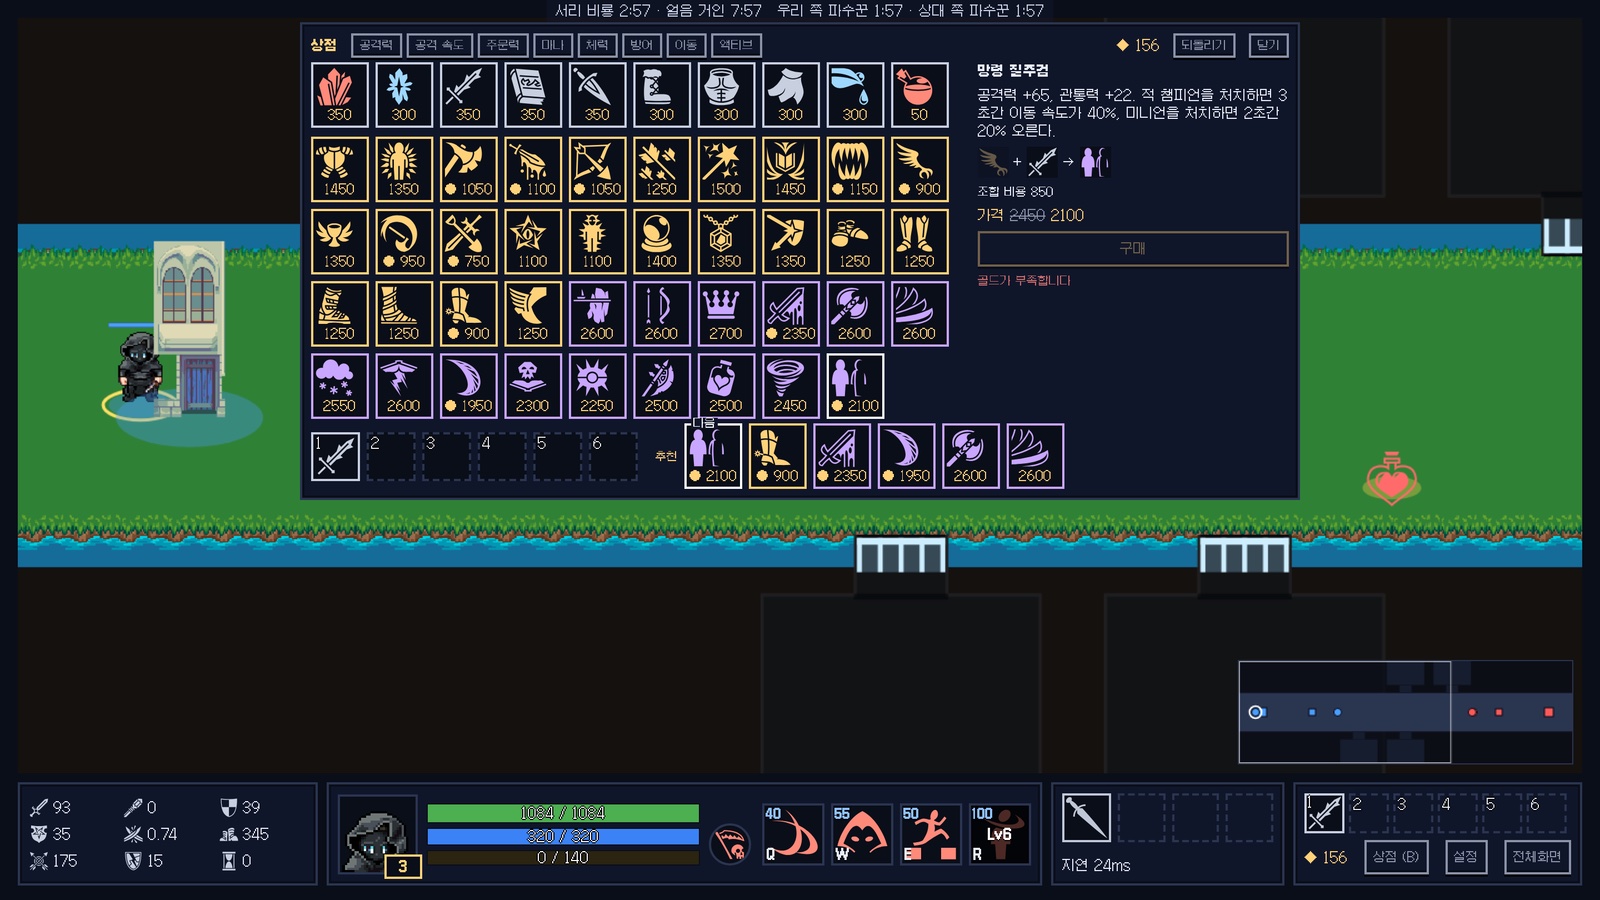 서리 비룡 2:57 · 얼음 거인 7:57 우리 쪽 파수꾼 1:57 · 상대 쪽 파수꾼 1:57
상점 공격력 공격 속도 주문력 마나 체력 방어 이동 액티브 156 되돌리기 닫기
350 300 350 350 350 300 300 300 300 50
1450 1350 1050 1100 1050 1250 1500 1450 1150 900
1350 950 750 1100 1100 1400 1350 1350 1250 1250
1250 1250 900 1250 2600 2600 2700 2350 2600 2600
2550 2600 1950 2300 2250 2500 2500 2450 2100
망령 질주검
공격력 +65, 관통력 +22. 적 챔피언을 처치하면 3
초간 이동 속도가 40%, 미니언을 처치하면 2초간
20% 오른다.
+ →
조합 비용 850
가격 2450 2100
구매
골드가 부족합니다
1 2 3 4 5 6
추천
다음
2100 900 2350 1950 2600 2600
93 0 39
35 0.74 345
175 15 0
3
1084 / 1084
320 / 320
0 / 140
40 Q
55 W
50 E
100 Lv6 R
지연 24ms
1 2 3 4 5 6
156 상점 (B) 설정 전체화면